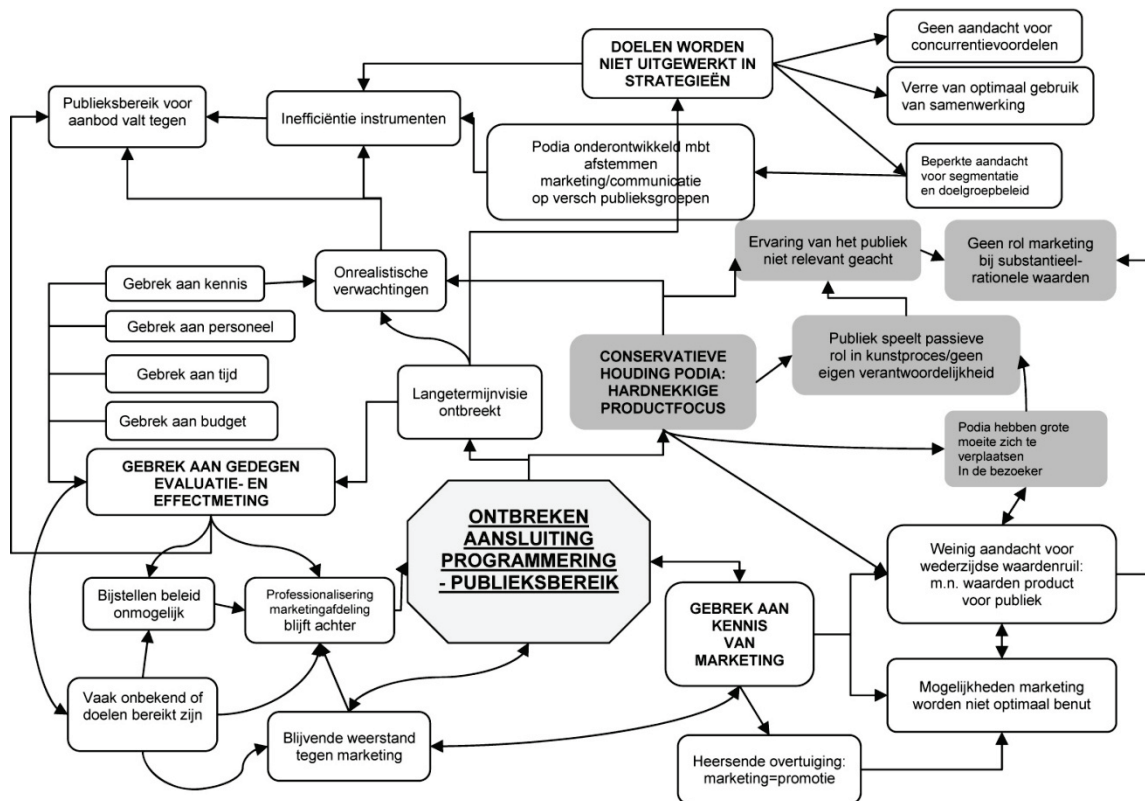 DOELEN WORDEN
NIET UITGEWERKT IN
STRATEGIEËN
Geen aandacht voor
concurrentievoordelen
Verre van optimaal gebruik
van samenwerking
Publieksbereik voor
aanbod valt tegen
Inefficiëntie instrumenten
Podia onderontwikkeld mbt
afstemmen
marketing/communicatie
op versch publieksgroepen
Beperkte aandacht
voor segmentatie
en doelgroepbeleid
Ervaring van het publiek
niet relevant geacht
Geen rol marketing
bij substantieel-
rationele waarden
Gebrek aan kennis
Onrealistische
verwachtingen
Gebrek aan personeel
Gebrek aan tijd
Gebrek aan budget
Langetermijnvisie
ontbreekt
CONSERVATIEVE
HOUDING PODIA:
HARDNEKKIGE
PRODUCTFOCUS
Publiek speelt passieve
rol in kunstproces/geen
eigen verantwoordelijkheid
Podia hebben grote
moeite zich te
verplaatsen
In de bezoeker
GEBREK AAN GEDEGEN
EVALUATIE- EN
EFFECTMETING
ONTBREKEN
AANSLUITING
PROGRAMMERING
- PUBLIEKSBEREIK
Weinig aandacht voor
wederzijdse waardenruil:
m.n. waarden product
voor publiek
Bijstellen beleid
onmogelijk
Professionalisering
marketingafdeling
blijft achter
GEBREK AAN
KENNIS
VAN
MARKETING
Vaak onbekend of
doelen bereikt zijn
Blijvende weerstand
tegen marketing
Mogelijkheden marketing
worden niet optimaal benut
Heersende overtuiging:
marketing=promotie